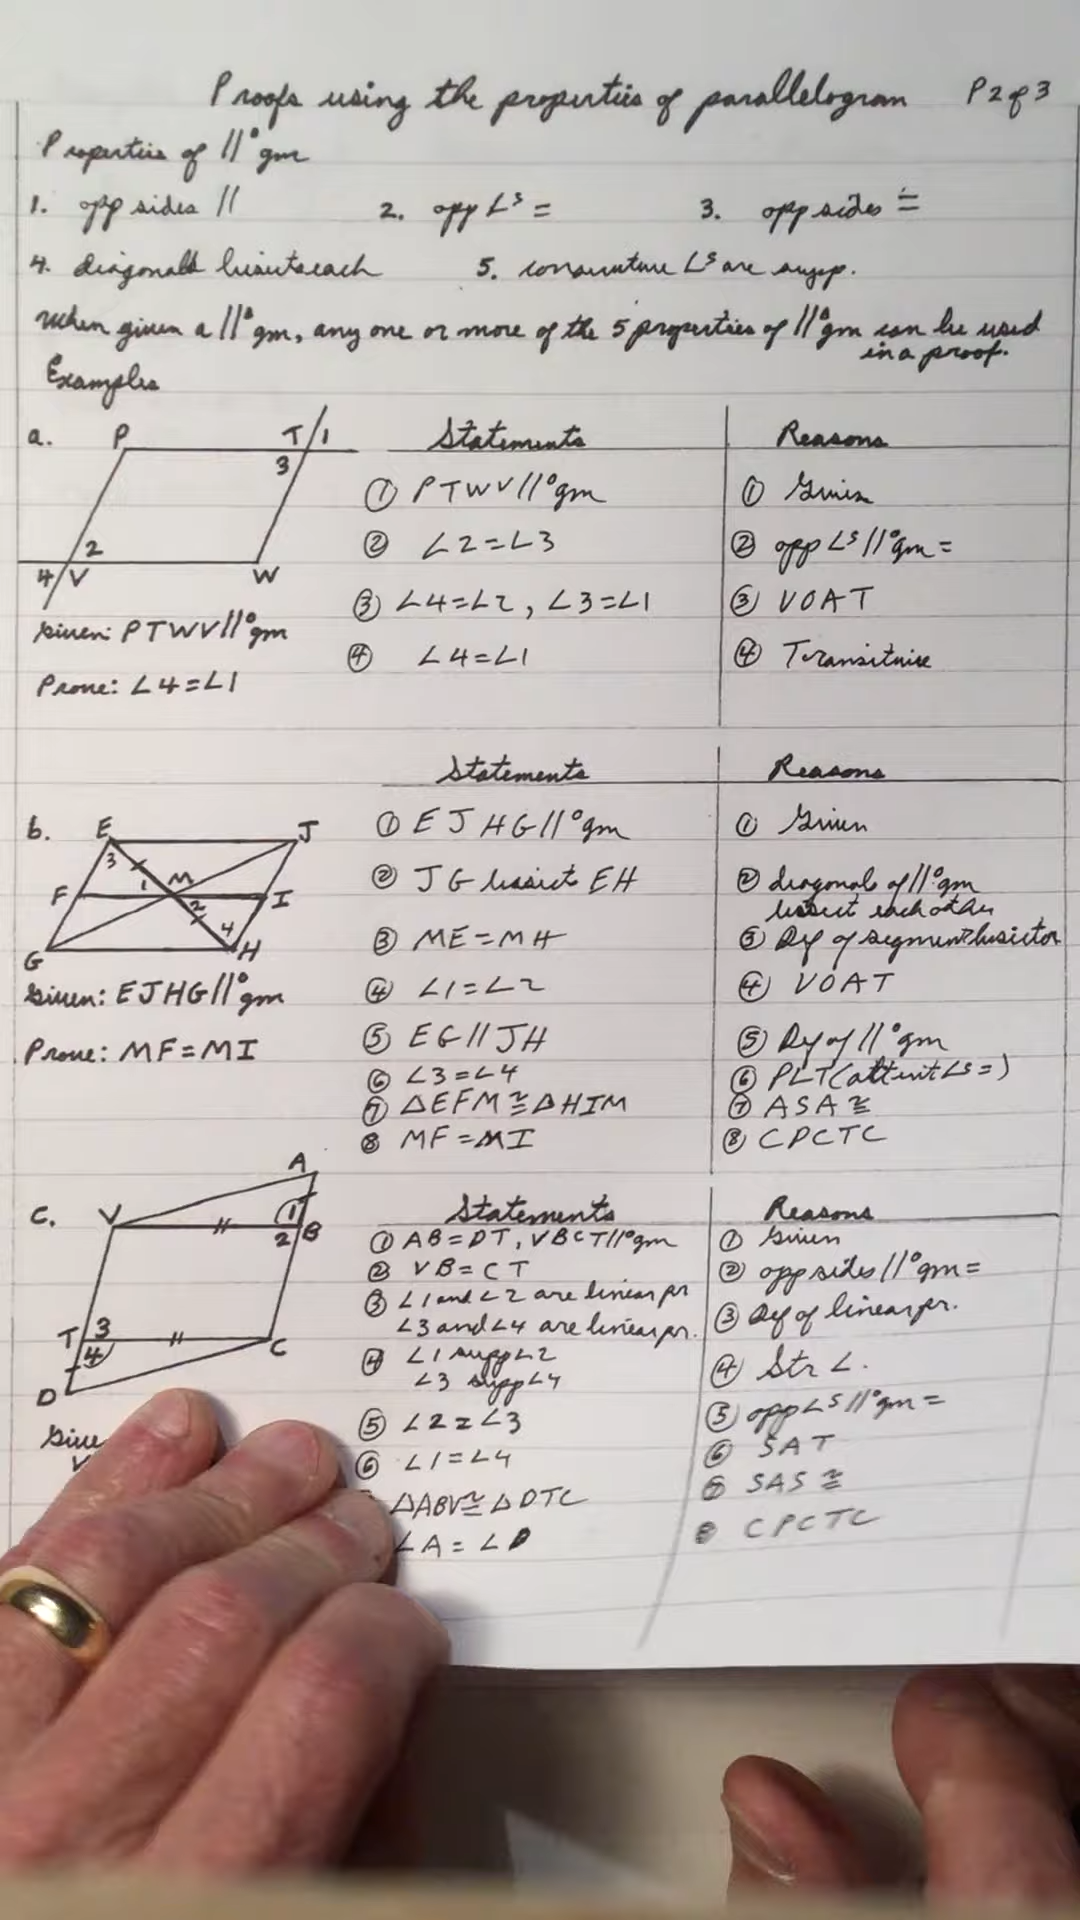 Proofs using the properties of parallelogram P 2 of 3
Properties of ||°gm
1. opp sides || 2. opp ∠s = 3. opp sides =
4. diagonals bisects each 5. consecutive ∠s are supp.
When given a ||°gm, any one or more of the 5 properties of ||°gm can be used
in a proof.
Examples
a. P T 1 3 2 4 V W
Given: PTWV ||°gm
Prove: ∠4=∠1
Statements Reasons
① PTWV ||°gm ① Given
② ∠2=∠3 ② opp ∠s ||°gm =
③ ∠4=∠2, ∠3=∠1 ③ VOAT
④ ∠4=∠1 ④ Transitive
b. E J 3 M 1 F 2 I 4 G H
Given: EJHG ||°gm
Prove: MF=MI
Statements Reasons
① EJHG ||°gm ① Given
② JG bisect EH ② diagonals of ||°gm
bisect each other
③ ME=MH ③ Def of segment bisector
④ ∠1=∠2 ④ VOAT
⑤ EG || JH ⑤ Def of ||°gm
⑥ ∠3=∠4 ⑥ PLT (alt int ∠s =)
⑦ △EFM≅△HIM ⑦ ASA≅
⑧ MF=MI ⑧ CPCTC
c. A V 1 2 B T 3 4 C D
Give
Statements Reasons
① AB=DT, VBCT ||°gm ① Given
② VB=CT ② opp sides ||°gm =
③ ∠1 and ∠2 are linear pr ③ Def of linear pr.
∠3 and ∠4 are linear pr.
④ ∠1 supp ∠2 ④ Str ∠.
∠3 supp ∠4
⑤ ∠2=∠3 ⑤ opp ∠s ||°gm =
⑥ ∠1=∠4 ⑥ SAT
△ABV≅△DTC ⑦ SAS≅
∠A=∠D ⑧ CPCTC